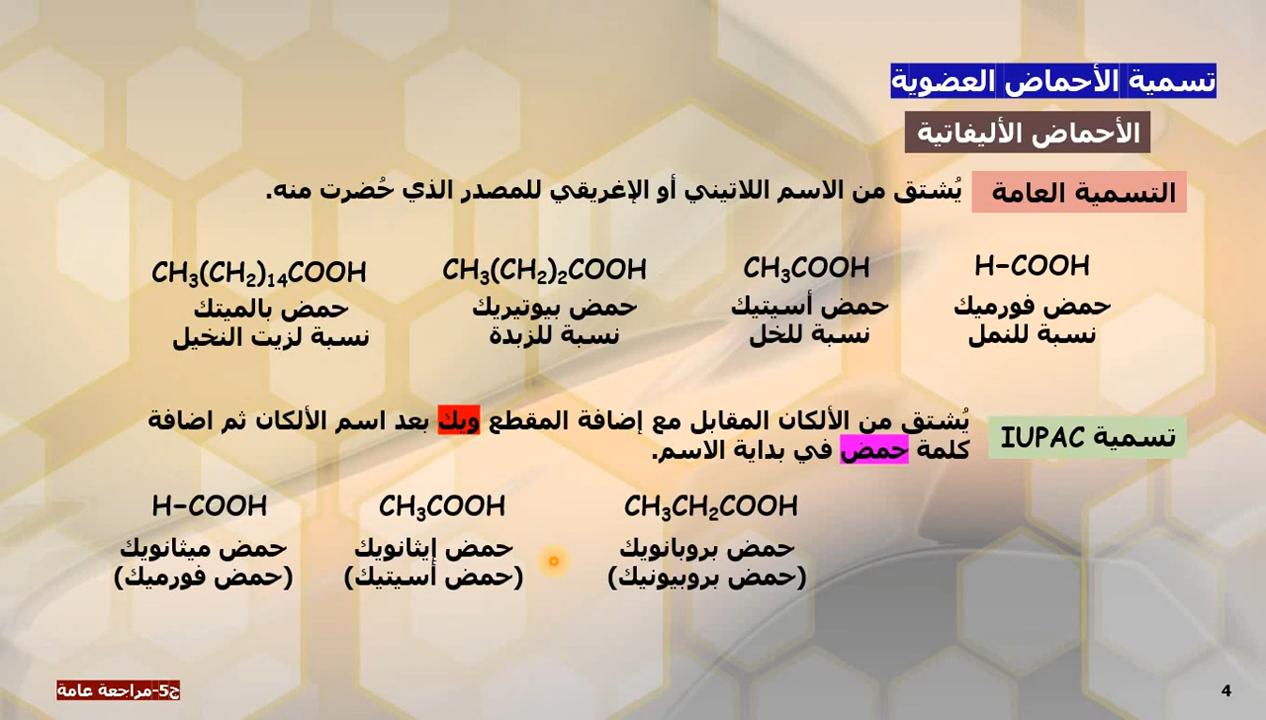 تسمية الأحماض العضوية
الأحماض الأليفاتية
التسمية العامة يُشتق من الاسم اللاتيني أو الإغريقي للمصدر الذي حُضرت منه.
H–COOH
حمض فورميك
نسبة للنمل
CH₃COOH
حمض أسيتيك
نسبة للخل
CH₃(CH₂)₂COOH
حمض بيوتيريك
نسبة للزبدة
CH₃(CH₂)₁₄COOH
حمض بالميتك
نسبة لزيت النخيل
تسمية IUPAC
يُشتق من الألكان المقابل مع إضافة المقطع ويك بعد اسم الألكان ثم اضافة
كلمة حمض في بداية الاسم.
CH₃CH₂COOH
حمض بروبانويك
(حمض بروبيونيك)
CH₃COOH
حمض إيثانويك
(حمض أسيتيك)
H–COOH
حمض ميثانويك
(حمض فورميك)
ج5-مراجعة عامة
4